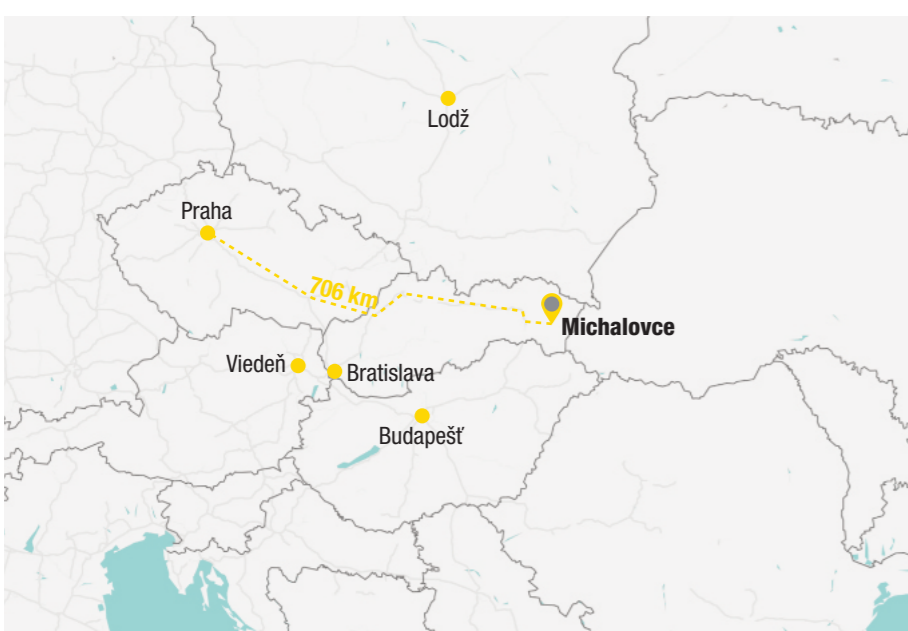 Lodž
Praha
706 km
Michalovce
Viedeň
Bratislava
Budapešť